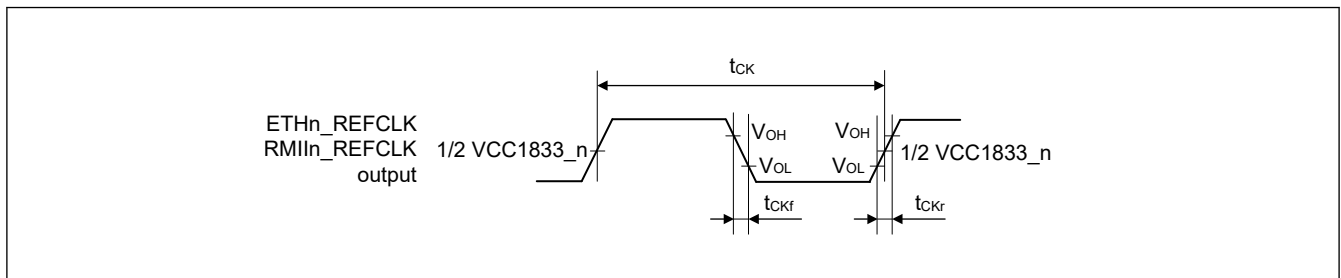 tCK
ETHn_REFCLK
RMIIn_REFCLK
output
1/2 VCC1833_n
VOH
VOL
VOH
VOL
1/2 VCC1833_n
tCKf
tCKr